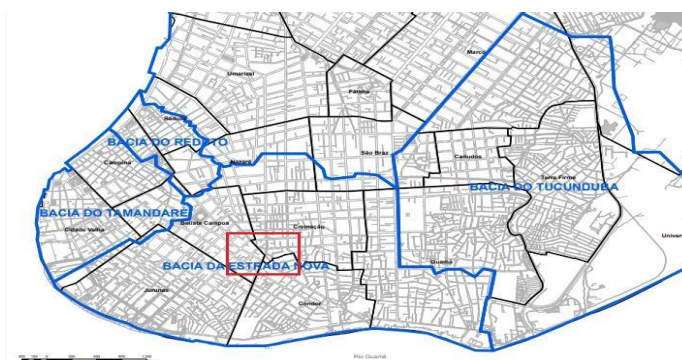 Marco
Umarizal
Fátima
Reduto
BACIA DO REDUTO
São Braz
Campina
Nazaré
Canudos
Terra Firme
BACIA DO TUCUNDUBA
BACIA DO TAMANDARÉ
Batista Campos
Cremação
Cidade Velha
Univer
BACIA DA ESTRADA NOVA
Guamá
Jurunas
Condor
Rio Guamá